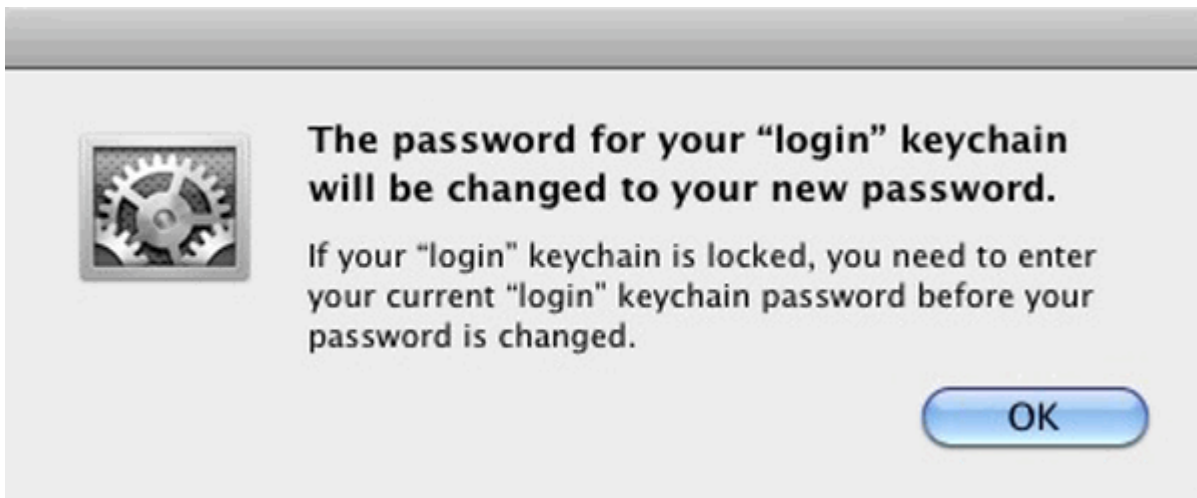 The password for your “login” keychain
will be changed to your new password.
If your “login” keychain is locked, you need to enter
your current “login” keychain password before your
password is changed.
OK